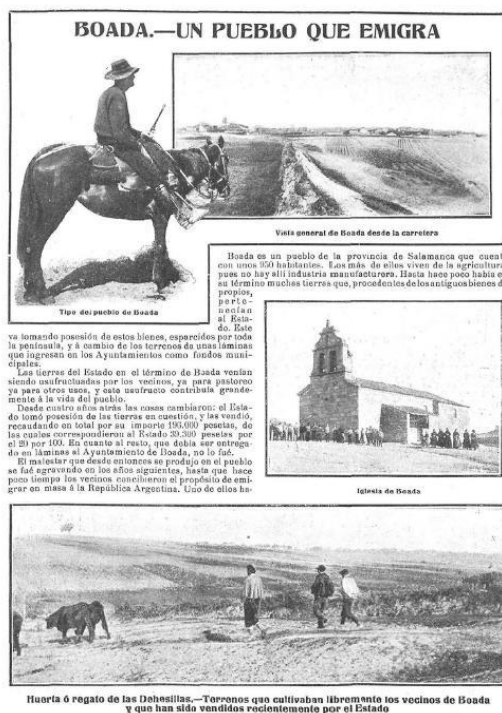 BOADA.—UN PUEBLO QUE EMIGRA
Vista general de Boada desde la carretera
Tipo del pueblo de Boada
Boada es un pueblo de la provincia de Salamanca que cuent
con unos 950 habitantes. Los más de ellos viven de la agricultura
pues no hay allí industria manufacturera. Hasta hace poco había e
su término muchas tierras que, procedentes de los antiguos bienes d
propios,
perte-
necían
al Esta-
do. Este
va tomando posesión de estos bienes, esparcidos por toda
la península, y á cambio de los terrenos de unas láminas
que ingresan en los Ayuntamientos como fondos muni-
cipales.
Las tierras del Estado en el término de Boada venían
siendo usufructuadas por los vecinos, ya para pastoreo
ya para otros usos, y este usufructo contribuía grande-
mente á la vida del pueblo.
Desde cuatro años atrás las cosas cambiaron: el Esta-
do tomó posesión de las tierras en cuestión, y las vendió,
recaudando en total por su importe 196.000 pesetas, de
las cuales correspondieron al Estado 39.300 pesetas por
el 20 por 100. En cuanto al resto, que debía ser entrega-
do en láminas al Ayuntamiento de Boada, no lo fué.
El malestar que desde entonces se produjo en el pueblo
se fué agravando en los años siguientes, hasta que hace
poco tiempo los vecinos concibieron el propósito de emi-
grar en masa á la República Argentina. Uno de ellos ha-
Iglesia de Boada
Huerta ó regato de las Dehesillas.—Terrenos que cultivaban libremente los vecinos de Boada
y que han sido vendidos recientemente por el Estado